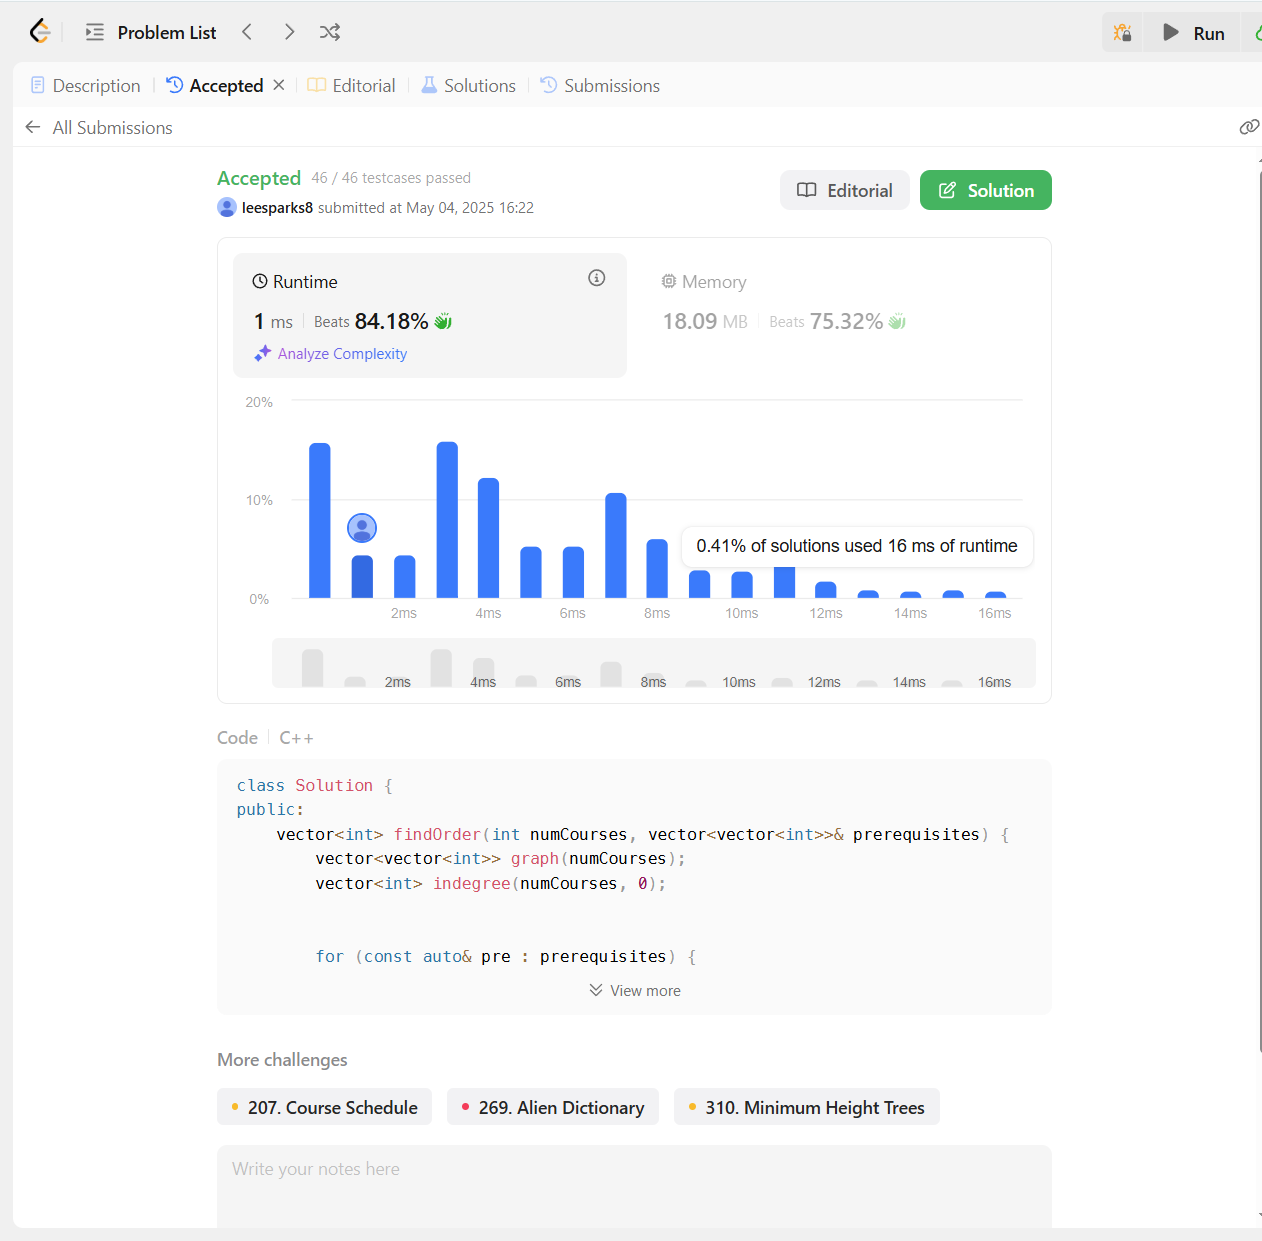 Problem List
Run
Description
Accepted
Editorial
Solutions
Submissions
All Submissions
Accepted 46 / 46 testcases passed
leesparks8 submitted at May 04, 2025 16:22
Editorial
Solution
Runtime
1 ms Beats 84.18%
Analyze Complexity
Memory
18.09 MB Beats 75.32%
20%
10%
0%
0.41% of solutions used 16 ms of runtime
2ms 4ms 6ms 8ms 10ms 12ms 14ms 16ms
2ms 4ms 6ms 8ms 10ms 12ms 14ms 16ms
Code C++
class Solution {
public:
    vector<int> findOrder(int numCourses, vector<vector<int>>& prerequisites) {
        vector<vector<int>> graph(numCourses);
        vector<int> indegree(numCourses, 0);
        for (const auto& pre : prerequisites) {
View more
More challenges
207. Course Schedule
269. Alien Dictionary
310. Minimum Height Trees
Write your notes here